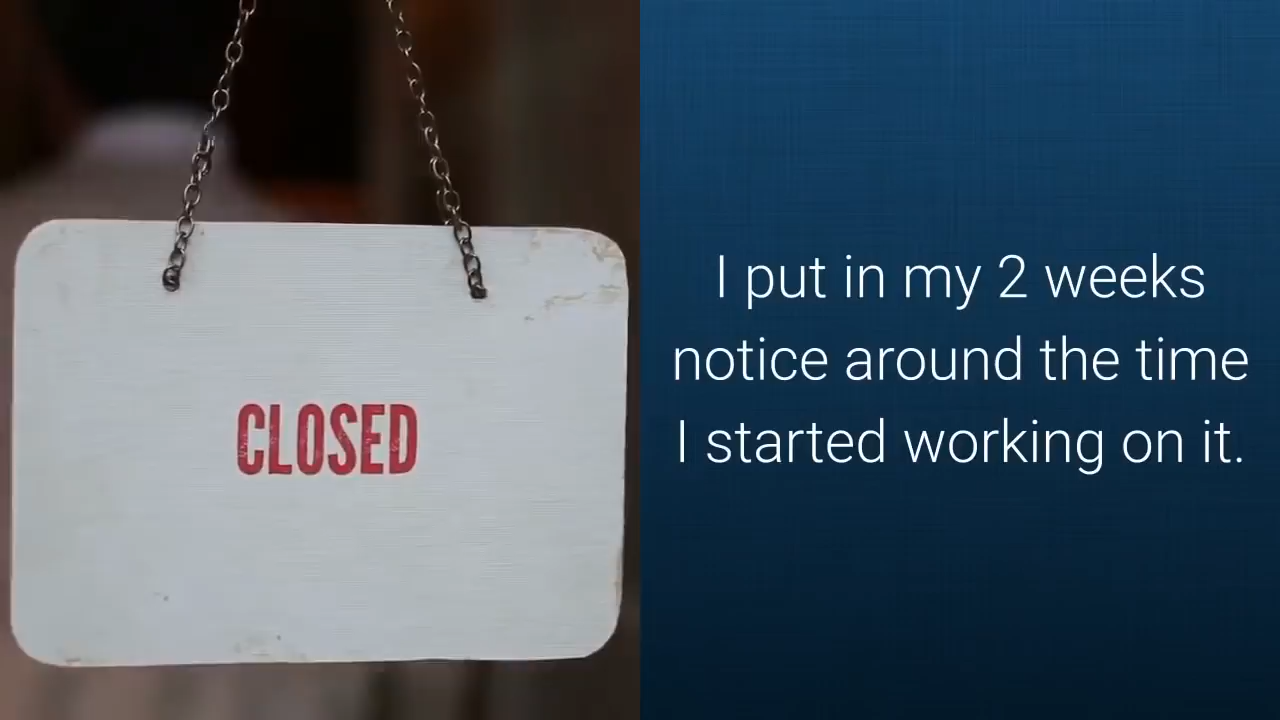 CLOSED
I put in my 2 weeks
notice around the time
I started working on it.